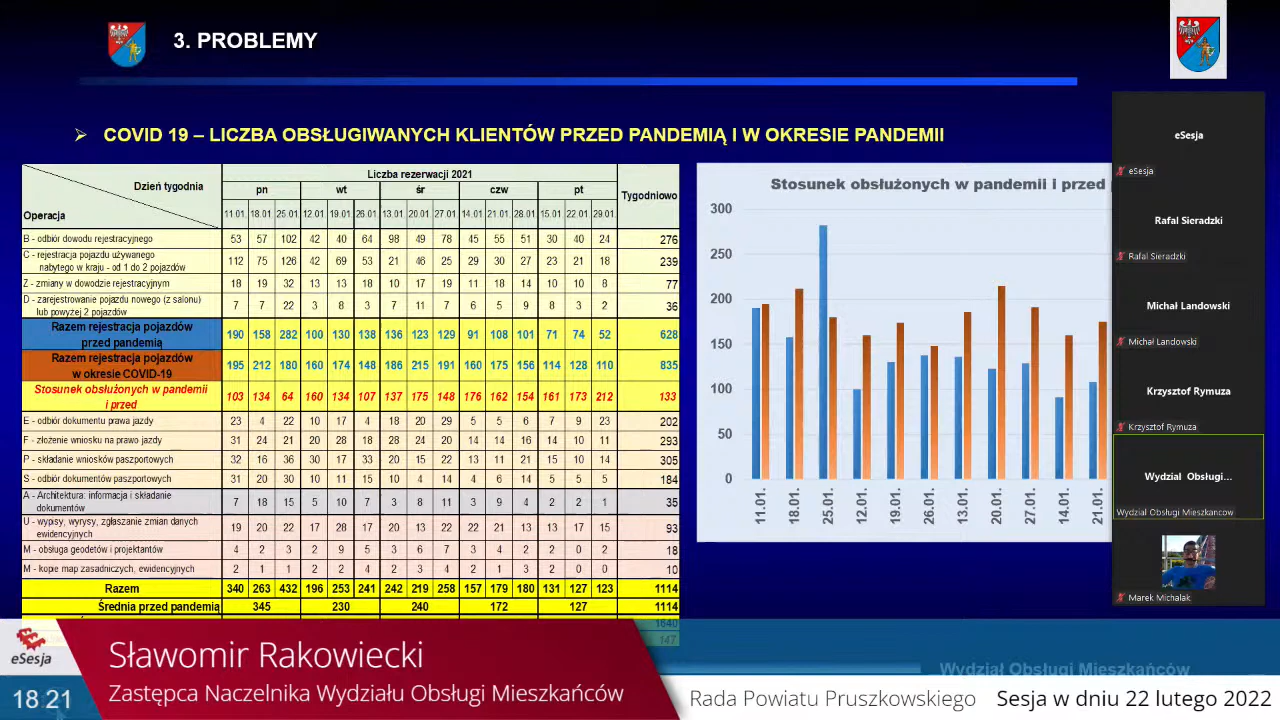 3. PROBLEMY
COVID 19 – LICZBA OBSŁUGIWANYCH KLIENTÓW PRZED PANDEMIĄ I W OKRESIE PANDEMII
Liczba rezerwacji 2021
Dzień tygodnia
Operacja
pn wt śr czw pt Tygodniowo
11.01. 18.01. 25.01. 12.01. 19.01. 26.01. 13.01. 20.01. 27.01. 14.01. 21.01. 28.01. 15.01. 22.01. 29.01.
B - odbiór dowodu rejestracyjnego 53 57 102 42 40 64 98 49 78 45 55 51 30 40 24 276
C - rejestracja pojazdu używanego
nabytego w kraju - od 1 do 2 pojazdów 112 75 126 42 69 53 21 46 25 29 30 27 23 21 18 239
Z - zmiany w dowodzie rejestracyjnym 18 19 32 13 13 18 10 17 19 11 18 14 10 10 8 77
D - zarejestrowanie pojazdu nowego (z salonu)
lub powyżej 2 pojazdów 7 7 22 3 8 3 7 11 7 6 5 9 8 3 2 36
Razem rejestracja pojazdów
przed pandemią 190 158 282 100 130 138 136 123 129 91 108 101 71 74 52 628
Razem rejestracja pojazdów
w okresie COVID-19 195 212 180 160 174 148 186 215 191 160 175 156 114 128 110 835
Stosunek obsłużonych w pandemii
i przed 103 134 64 160 134 107 137 175 148 176 162 154 161 173 212 133
E - odbiór dokumentu prawa jazdy 23 4 22 10 17 4 18 20 29 5 5 6 7 9 23 202
F - złożenie wniosku na prawo jazdy 31 24 21 20 28 18 28 24 20 14 14 16 14 10 11 293
P - składanie wniosków paszportowych 32 16 36 30 17 33 20 15 22 13 11 21 15 10 14 305
S - odbiór dokumentów paszportowych 31 20 30 10 11 15 10 4 14 4 6 14 5 5 5 184
A - Architektura: informacja i składanie
dokumentów 7 18 15 5 10 7 3 8 11 3 9 4 2 2 1 35
U - wypisy, wyrysy, zgłaszanie zmian danych
ewidencyjnych 19 20 22 17 28 17 20 13 22 22 21 13 13 17 15 93
M - obsługa geodetów i projektantów 4 2 3 2 9 5 3 6 7 3 4 2 2 0 2 18
M - kopie map zasadniczych, ewidencyjnych 2 1 1 2 2 4 2 3 4 2 1 3 2 0 0 10
Razem 340 263 432 196 253 241 242 219 258 157 179 180 131 127 123 1114
Średnia przed pandemią 345 230 240 172 127 1114
1640
147
Stosunek obsłużonych w pandemii i przed
300
250
200
150
100
50
0
11.01. 18.01. 25.01. 12.01. 19.01. 26.01. 13.01. 20.01. 27.01. 14.01. 21.01.
eSesja
eSesja
Rafal Sieradzki
Rafal Sieradzki
Michał Landowski
Michał Landowski
Krzysztof Rymuza
Krzysztof Rymuza
Wydzial Obsługi...
Wydzial Obsługi Mieszkancow
Marek Michalak
Wydział Obsługi Mieszkańców
eSesja
18:21
Sławomir Rakowiecki
Zastępca Naczelnika Wydziału Obsługi Mieszkańców
Rada Powiatu Pruszkowskiego Sesja w dniu 22 lutego 2022